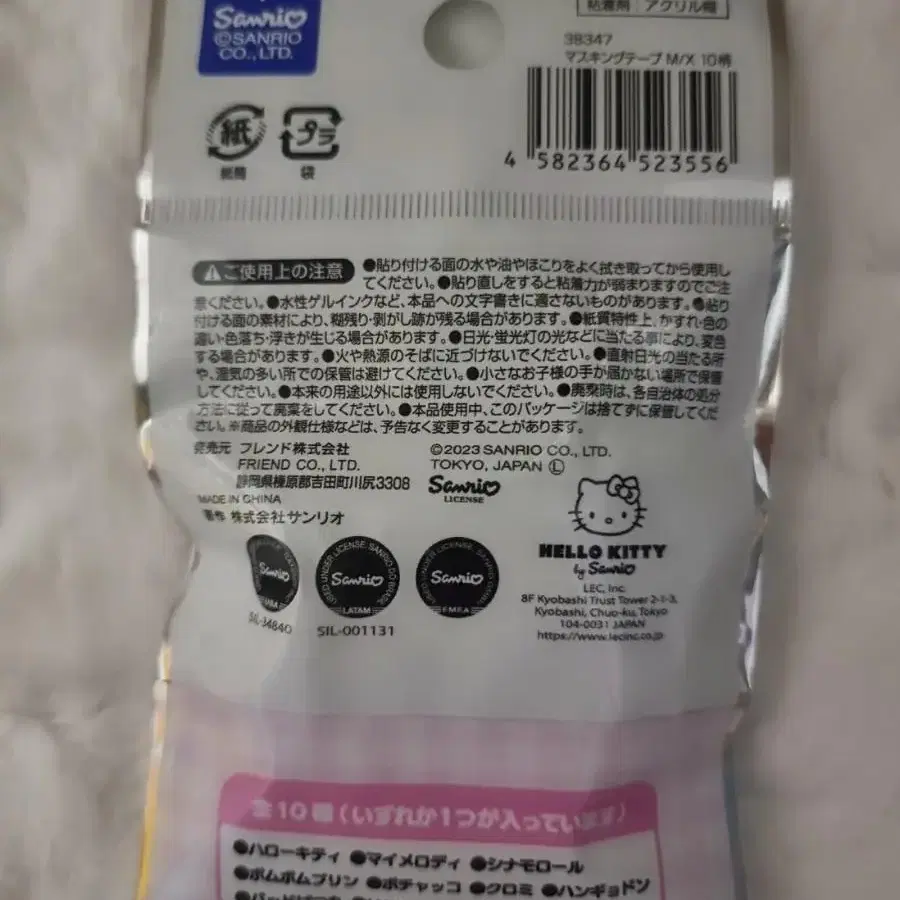 Sanrio
©SANRIO
CO., LTD.
粘着剤 アクリル樹
38347
マスキングテープ M/X 10柄
4 582364 523556
紙
プラ
紙筒
袋
ご使用上の注意 ●貼り付ける面の水や油やほこりをよく拭き取ってから使用し
てください。●貼り直しをすると粘着力が弱まりますのでご注
意ください。●水性ゲルインクなど、本品への文字書きに適さないものがあります。●貼り
付ける面の素材により、糊残り・剥がし跡が残る場合があります。●紙質特性上、かすれ・色の
違い・色落ち・浮きが生じる場合があります。●日光・蛍光灯の光などに当たる事により、変色
する場合があります。●火や熱源のそばに近づけないでください。●直射日光の当たる所
や、湿気の多い所での保管は避けてください。●小さなお子様の手が届かない場所で保管
してください。●本来の用途以外には使用しないでください。●廃棄時は、各自治体の処分
方法に従って廃棄をしてください。●本品使用中、このパッケージは捨てずに保管してくだ
さい。※商品の外観仕様などは、予告なく変更することがあります。
発売元 フレンド株式会社
FRIEND CO., LTD.
静岡県榛原郡吉田町川尻3308
MADE IN CHINA
著作 株式会社サンリオ
©2023 SANRIO CO., LTD.
TOKYO, JAPAN Ⓛ
Sanrio
LICENSE
HELLO KITTY
by Sanrio
LEC, Inc.
8F Kyobashi Trust Tower 2-1-3,
Kyobashi, Chuo-ku, Tokyo
104-0031 JAPAN
https://www.lecinc.co.jp
Sanrio
SIL-34840
USED UNDER LICENSE, SANRIO DO BRASIL
Sanrio
LATAM
SIL-001131
USED UNDER LICENSE, SAN
Sanrio
EMEA
全10種(いずれか1つが入っています)
●ハローキティ ●マイメロディ ●シナモロール
●ポムポムプリン ●ポチャッコ ●クロミ ●ハンギョドン